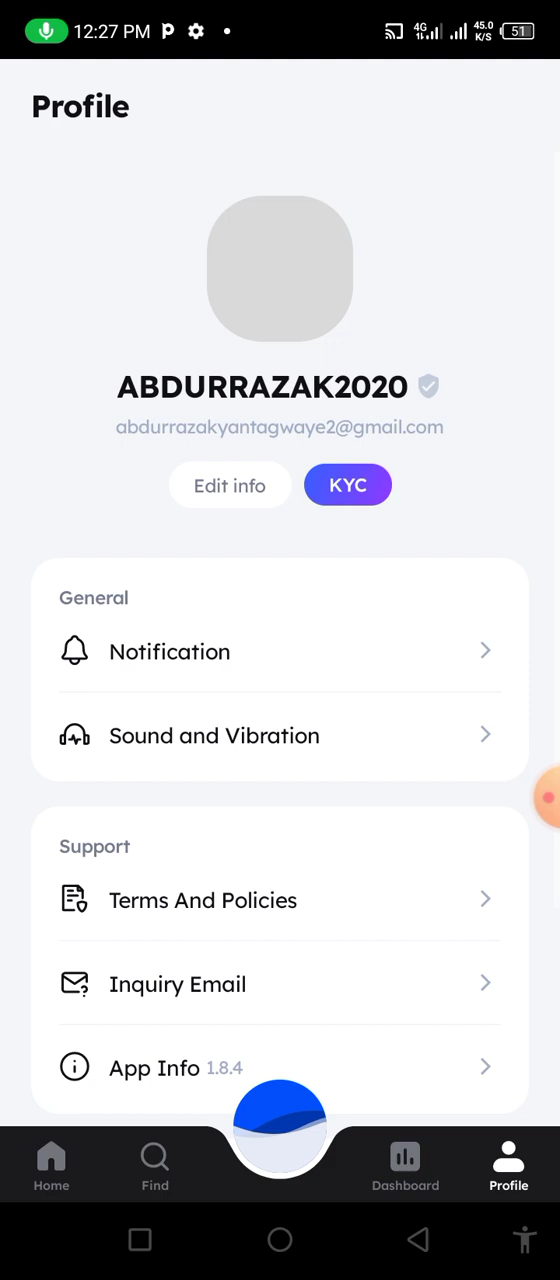 12:27 PM
4G 45.0 K/S 51
Profile
ABDURRAZAK2020
abdurrazakyantagwaye2@gmail.com
Edit info KYC
General
Notification
Sound and Vibration
Support
Terms And Policies
Inquiry Email
App Info 1.8.4
Home Find Dashboard Profile